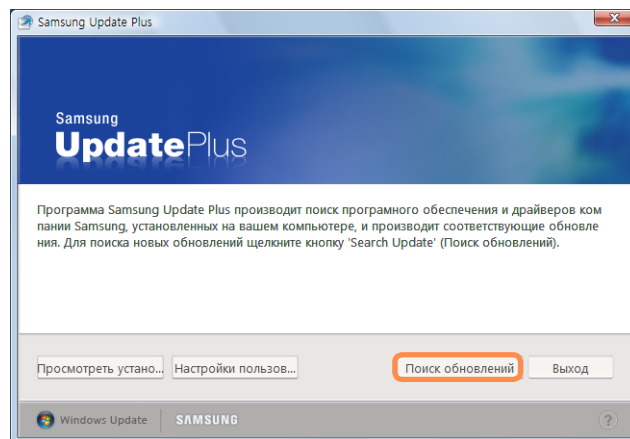 Samsung Update Plus
Samsung
UpdatePlus
Программа Samsung Update Plus производит поиск програмного обеспечения и драйверов ком
пании Samsung, установленных на вашем компьютере, и производит соответствующие обновле
ния. Для поиска новых обновлений щелкните кнопку 'Search Update' (Поиск обновлений).
Просмотреть устано... Настройки пользов... Поиск обновлений Выход
Windows Update SAMSUNG ?